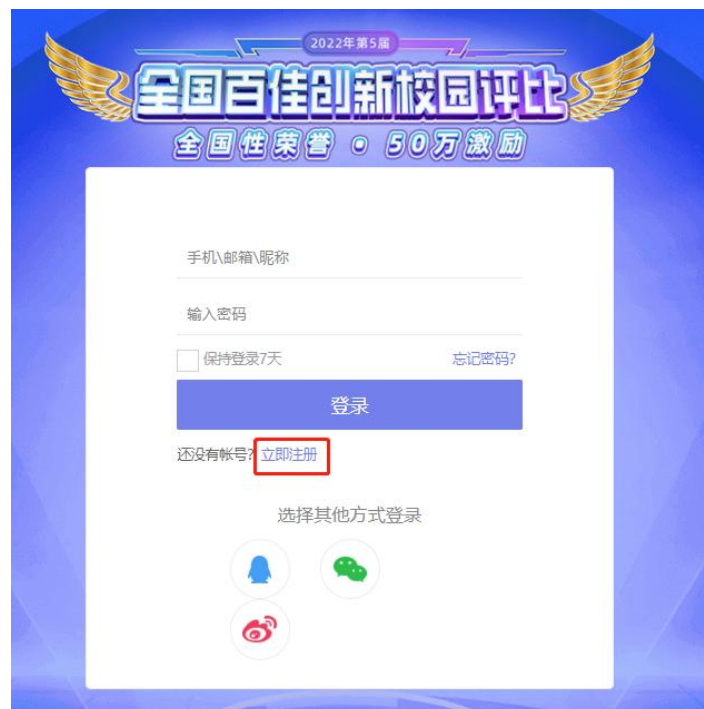 2022年第5届
全国百佳创新校园评比
全国性荣誉 · 50万激励
手机\邮箱\昵称
输入密码
保持登录7天 忘记密码?
登录
还没有帐号? 立即注册
选择其他方式登录